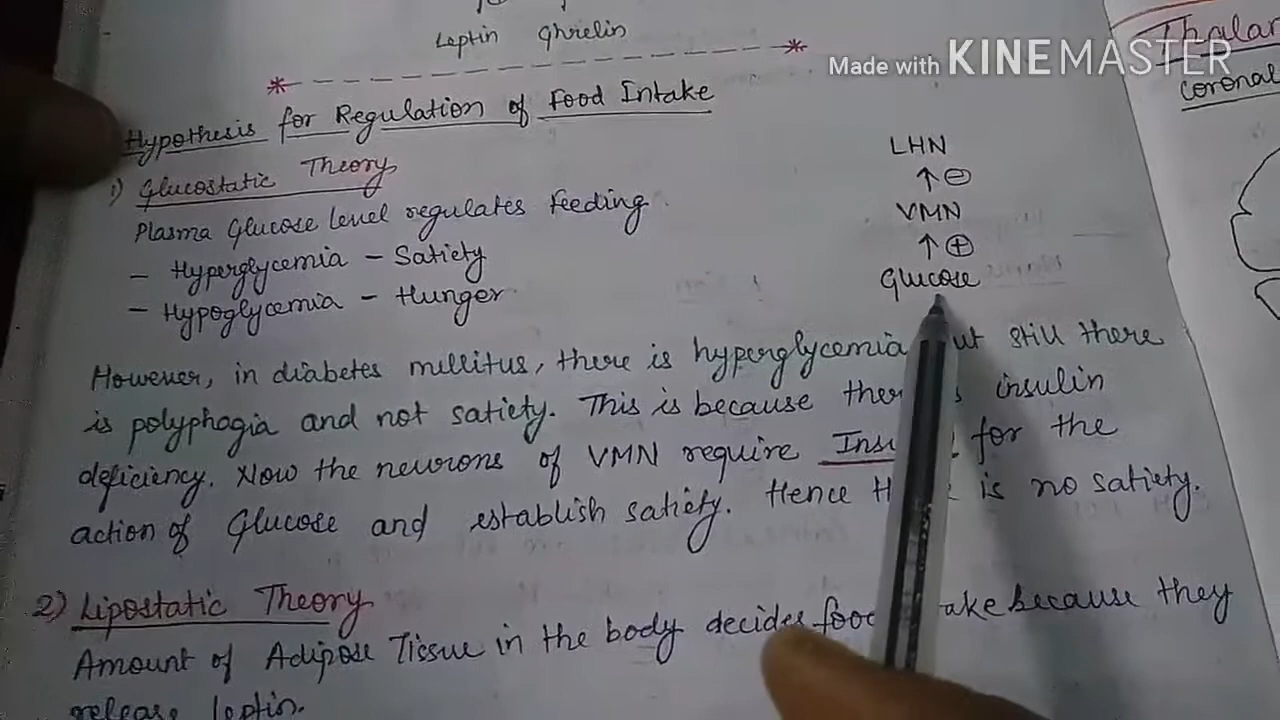 Leptin Ghrelin
Made with KINEMASTER
Thalam
Coronal
Hypothesis for Regulation of Food Intake
1) Glucostatic Theory
Plasma Glucose level regulates feeding
- Hyperglycemia - Satiety
- Hypoglycemia - Hunger
LHN
↑ ⊖
VMN
↑ ⊕
Glucose
However, in diabetes millitus, there is hyperglycemia but still there
is polyphagia and not satiety. This is because there is insulin
deficiency. Now the neurons of VMN require Insulin for the
action of Glucose and establish satiety. Hence there is no satiety.
2) Lipostatic Theory
Amount of Adipose Tissue in the body decides food intake because they
release leptin.